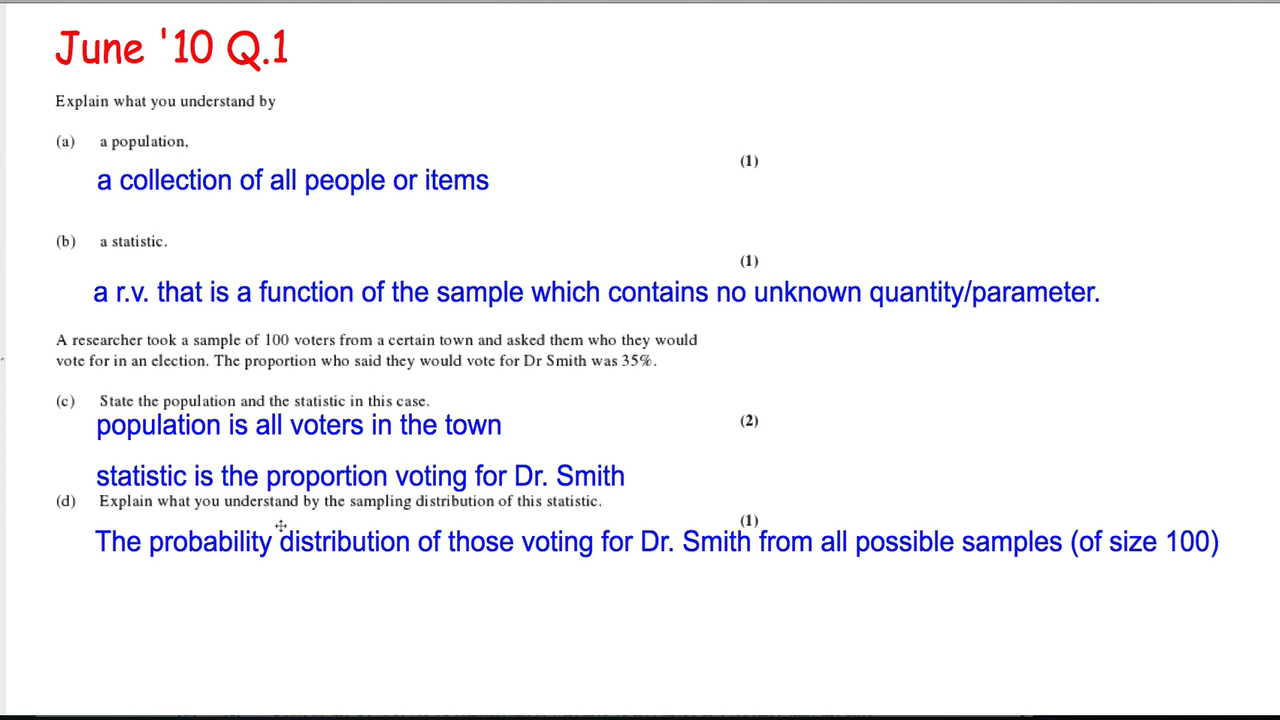 June '10 Q.1
Explain what you understand by
(a) a population,
(1)
a collection of all people or items
(b) a statistic.
(1)
a r.v. that is a function of the sample which contains no unknown quantity/parameter.
A researcher took a sample of 100 voters from a certain town and asked them who they would
vote for in an election. The proportion who said they would vote for Dr Smith was 35%.
(c) State the population and the statistic in this case.
population is all voters in the town (2)
statistic is the proportion voting for Dr. Smith
(d) Explain what you understand by the sampling distribution of this statistic.
(1)
The probability distribution of those voting for Dr. Smith from all possible samples (of size 100)